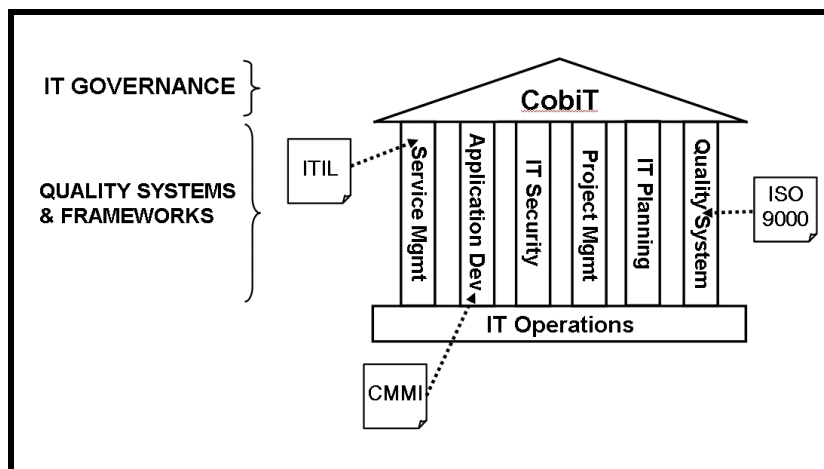 IT GOVERNANCE
CobiT
QUALITY SYSTEMS
& FRAMEWORKS
ITIL
Service Mgmt
Application Dev
IT Security
Project Mgmt
IT Planning
Quality System
ISO
9000
IT Operations
CMMI